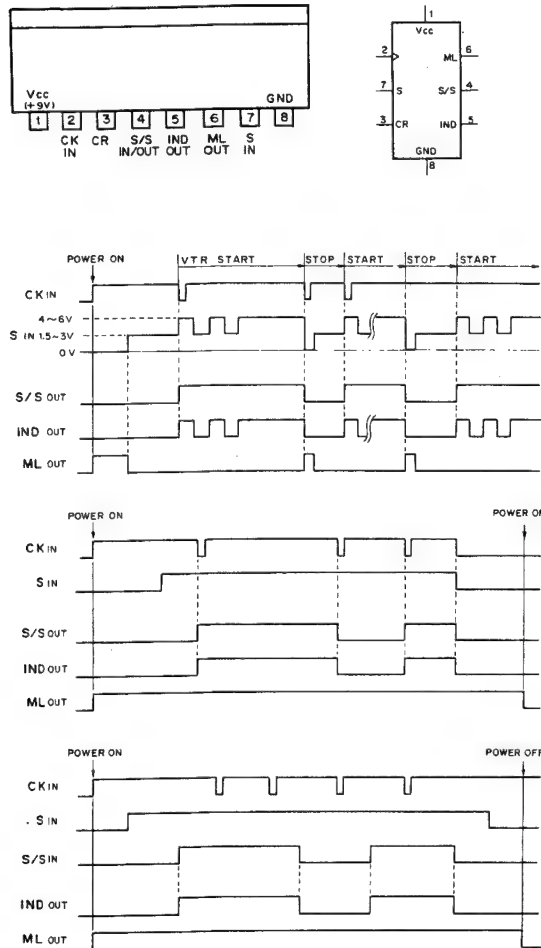 Vcc
(+9V)
GND
1 2 3 4 5 6 7 8
CK IN
CR
S/S IN/OUT
IND OUT
ML OUT
S IN
1
Vcc
2 ML 6
7 S S/S 4
3 CR IND 5
GND
8
POWER ON VTR START STOP START STOP START
CK IN
4~6V
S IN 1.5~3V
0V
S/S OUT
IND OUT
ML OUT
POWER ON POWER O
CK IN
S IN
S/S OUT
IND OUT
ML OUT
POWER ON POWER OFF
CK IN
S IN
S/S IN
IND OUT
ML OUT